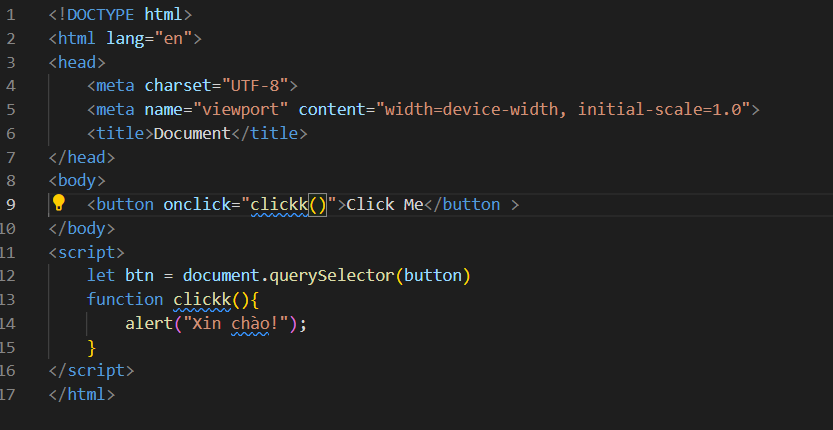 1 <!DOCTYPE html>
2 <html lang="en">
3 <head>
4     <meta charset="UTF-8">
5     <meta name="viewport" content="width=device-width, initial-scale=1.0">
6     <title>Document</title>
7 </head>
8 <body>
9     <button onclick="clickk()">Click Me</button >
10 </body>
11 <script>
12     let btn = document.querySelector(button)
13     function clickk(){
14         alert("Xin chào!");
15     }
16 </script>
17 </html>